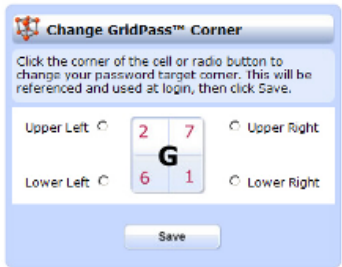 Change GridPass™ Corner
Click the corner of the cell or radio button to
change your password target corner. This will be
referenced and used at login, then click Save.
Upper Left 2 7 Upper Right
G
Lower Left 6 1 Lower Right
Save